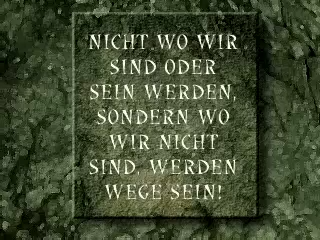 NICHT WO WIR
SIND ODER
SEIN WERDEN,
SONDERN WO
WIR NICHT
SIND, WERDEN
WEGE SEIN!